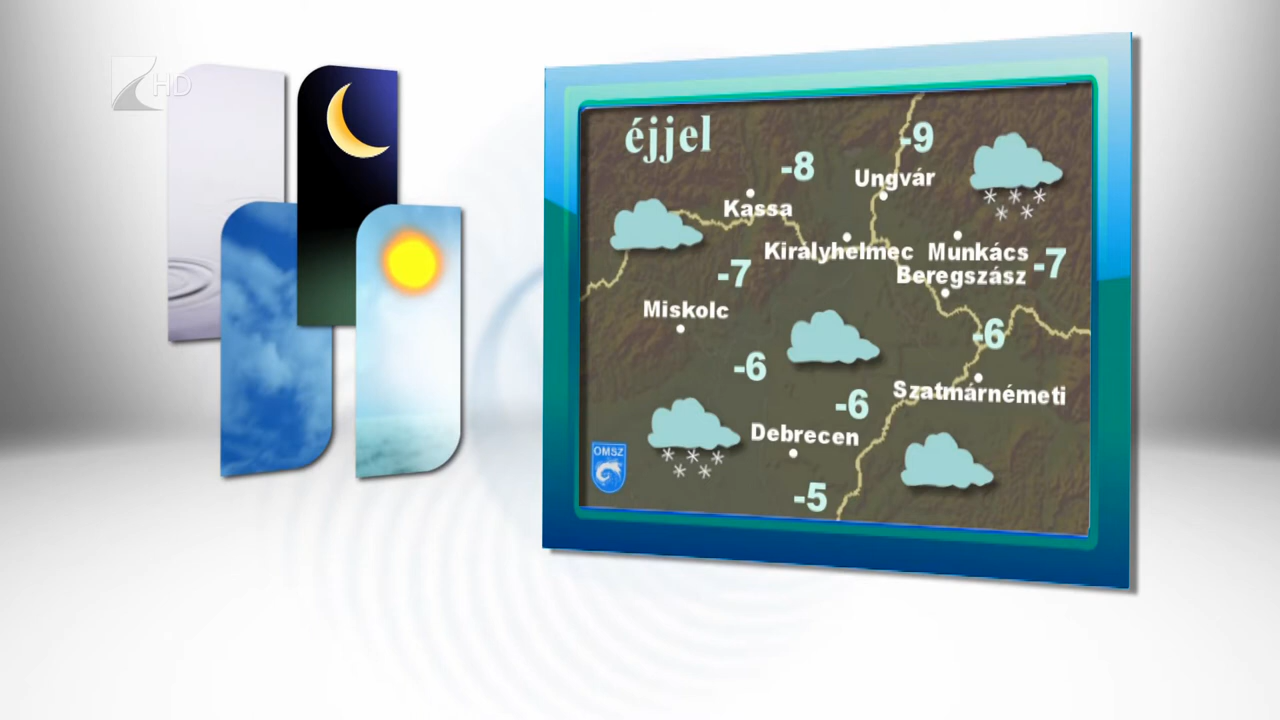 HD
éjjel
-9
-8
Ungvár
Kassa
Királyhelmec
Munkács
-7
Beregszász
-7
Miskolc
-6
-6
Szatmárnémeti
-6
Debrecen
OMSZ
-5